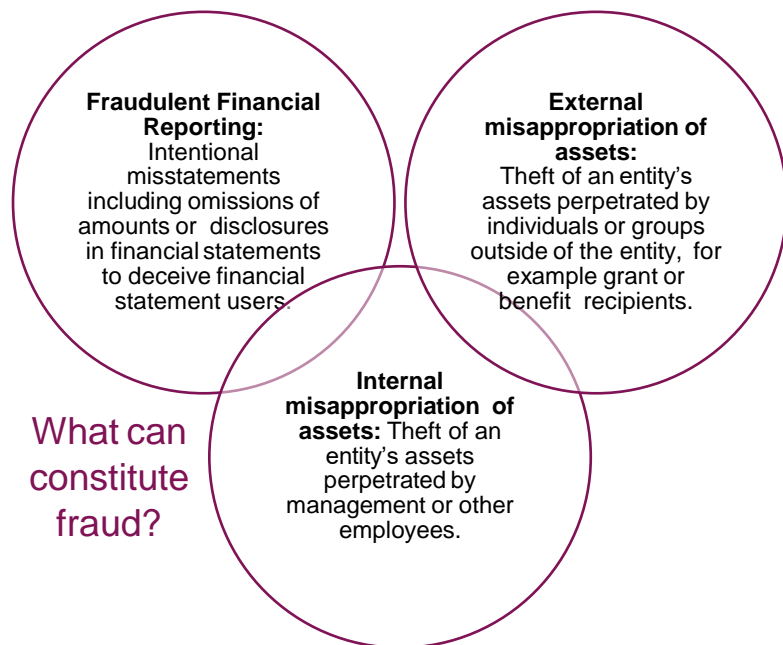 Fraudulent Financial
Reporting:
Intentional
misstatements
including omissions of
amounts or disclosures
in financial statements
to deceive financial
statement users.
External
misappropriation of
assets:
Theft of an entity’s
assets perpetrated by
individuals or groups
outside of the entity, for
example grant or
benefit recipients.
Internal
misappropriation of
assets: Theft of an
entity’s assets
perpetrated by
management or other
employees.
What can
constitute
fraud?